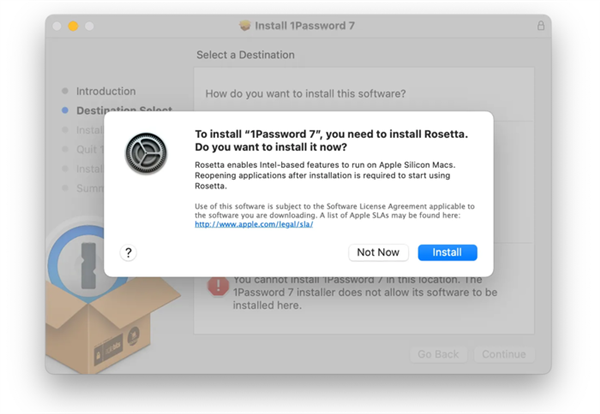 Install 1Password 7
Select a Destination
Introduction
Destination Select
Install
Quit 1
Install
Summ
How do you want to install this software?
To install “1Password 7”, you need to install Rosetta.
Do you want to install it now?
Rosetta enables Intel-based features to run on Apple Silicon Macs.
Reopening applications after installation is required to start using
Rosetta.
Use of this software is subject to the Software License Agreement applicable to
the software you are downloading. A list of Apple SLAs may be found here:
http://www.apple.com/legal/sla/
?
Not Now
Install
You cannot install 1Password 7 in this location. The
1Password 7 installer does not allow its software to be
installed here.
Go Back
Continue